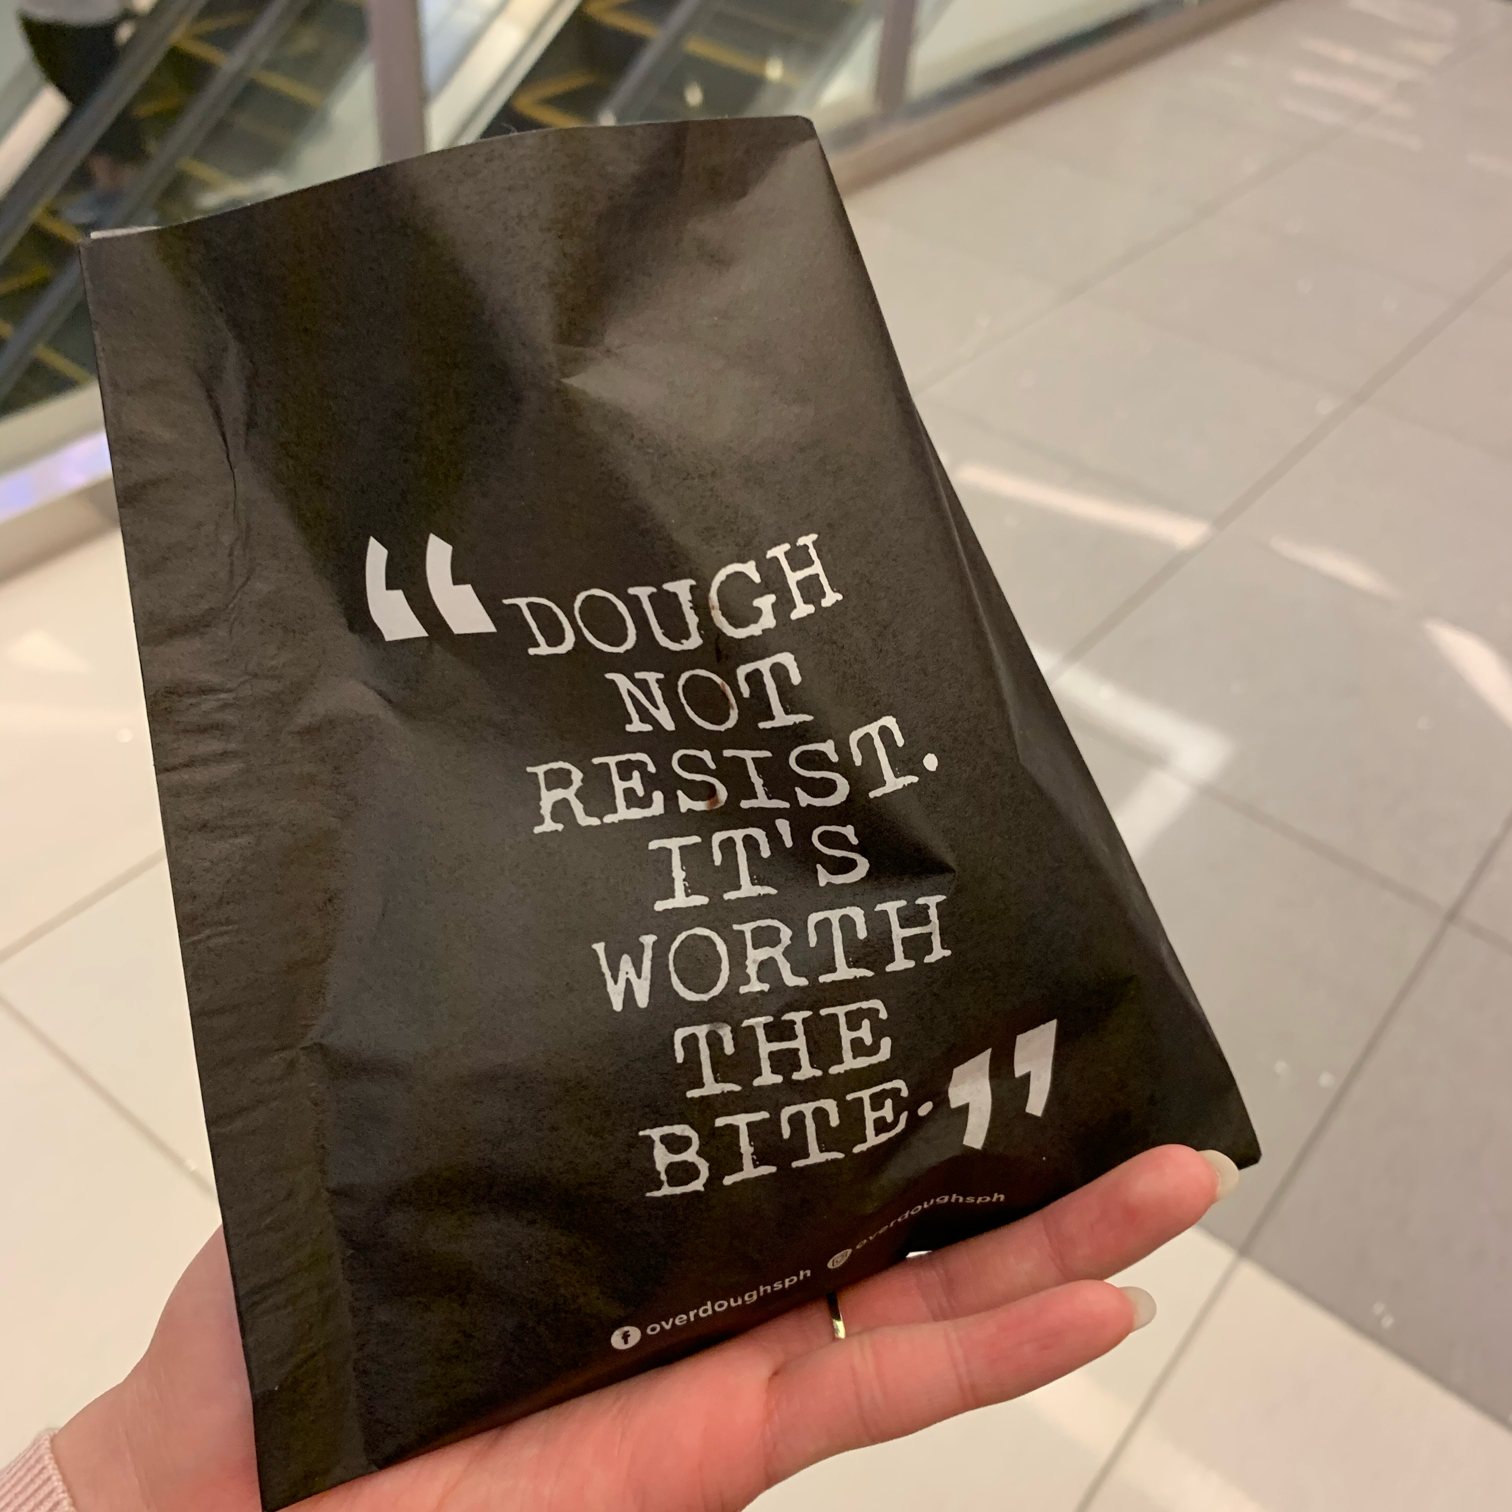 “DOUGH
NOT
RESIST.
IT'S
WORTH
THE
BITE.”
overdoughsph overdoughsph